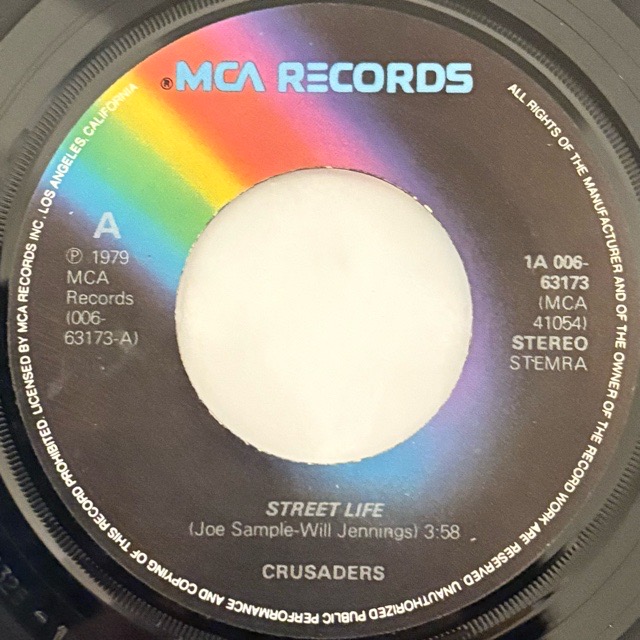 ® MCA RECORDS
A
℗ 1979
MCA
Records
(006-
63173-A)
1A 006-
63173
(MCA
41054)
STEREO
STEMRA
STREET LIFE
(Joe Sample-Will Jennings) 3:58
CRUSADERS
ALL RIGHTS OF THE MANUFACTURER AND OF THE OWNER OF THE RECORD WORK ARE RESERVED UNAUTHORIZED PUBLIC PERFORMANCE AND COPYING OF THIS RECORD PROHIBITED LICENSED BY MCA RECORDS INC., LOS ANGELES, CALIFORNIA